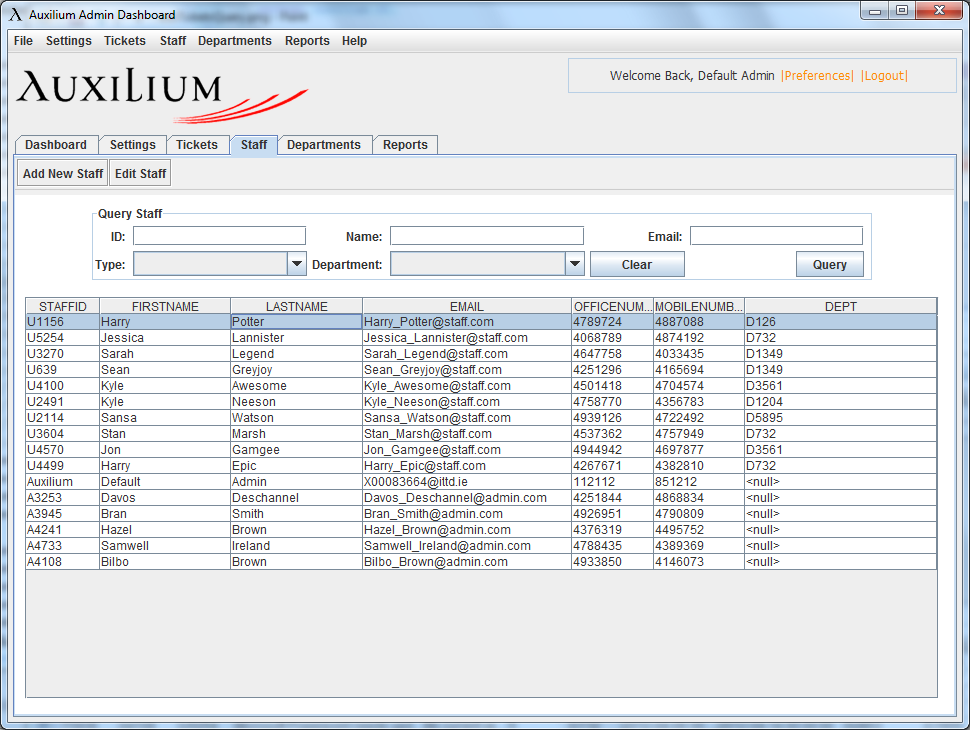 Auxilium Admin Dashboard
File Settings Tickets Staff Departments Reports Help
AUXILIUM
Welcome Back, Default Admin |Preferences| |Logout|
Dashboard Settings Tickets Staff Departments Reports
Add New Staff Edit Staff
Query Staff
ID: Name: Email:
Type: Department: Clear Query
STAFFID FIRSTNAME LASTNAME EMAIL OFFICENUM... MOBILENUMB... DEPT
U1156 Harry Potter Harry_Potter@staff.com 4789724 4887088 D126
U5254 Jessica Lannister Jessica_Lannister@staff.com 4068789 4874192 D732
U3270 Sarah Legend Sarah_Legend@staff.com 4647758 4033435 D1349
U639 Sean Greyjoy Sean_Greyjoy@staff.com 4251296 4165694 D1349
U4100 Kyle Awesome Kyle_Awesome@staff.com 4501418 4704574 D3561
U2491 Kyle Neeson Kyle_Neeson@staff.com 4758770 4356783 D1204
U2114 Sansa Watson Sansa_Watson@staff.com 4939126 4722492 D5895
U3604 Stan Marsh Stan_Marsh@staff.com 4537362 4757949 D732
U4570 Jon Gamgee Jon_Gamgee@staff.com 4944942 4697877 D3561
U4499 Harry Epic Harry_Epic@staff.com 4267671 4382810 D732
Auxilium Default Admin X00083664@ittd.ie 112112 851212 <null>
A3253 Davos Deschannel Davos_Deschannel@admin.com 4251844 4868834 <null>
A3945 Bran Smith Bran_Smith@admin.com 4926951 4790809 <null>
A4241 Hazel Brown Hazel_Brown@admin.com 4376319 4495752 <null>
A4733 Samwell Ireland Samwell_Ireland@admin.com 4788435 4389369 <null>
A4108 Bilbo Brown Bilbo_Brown@admin.com 4933850 4146073 <null>